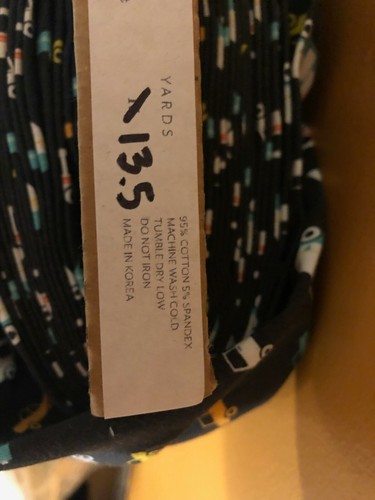 YARDS
13.5
95% COTTON 5% SPANDEX
MACHINE WASH COLD
TUMBLE DRY LOW
DO NOT IRON
MADE IN KOREA